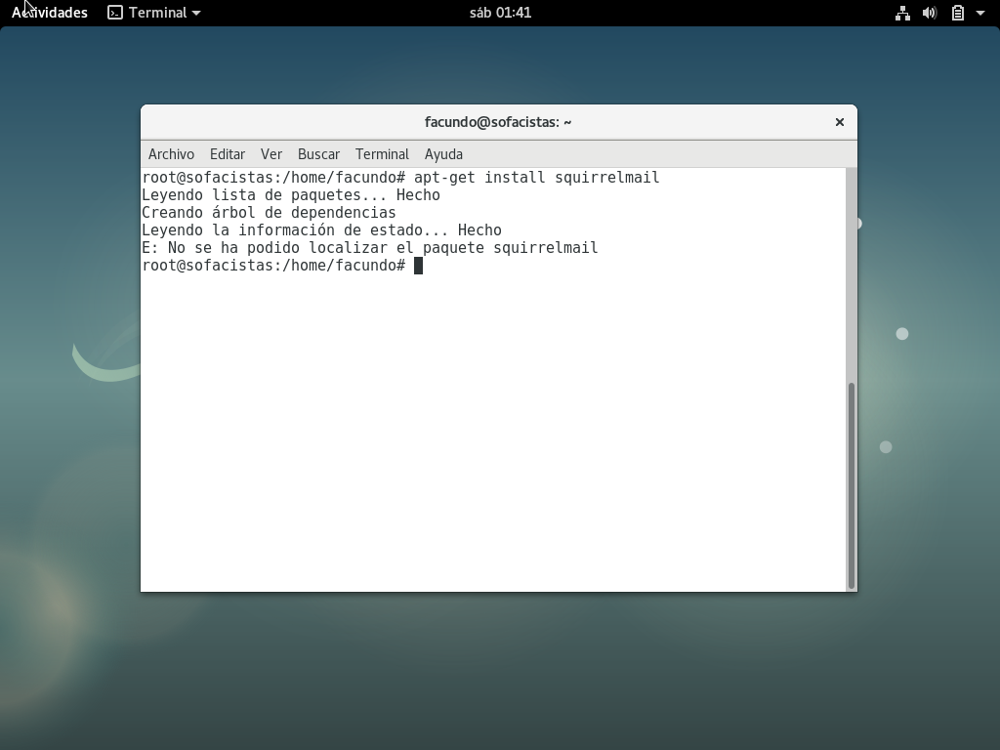 Actividades Terminal sáb 01:41
facundo@sofacistas: ~ ×
Archivo Editar Ver Buscar Terminal Ayuda
root@sofacistas:/home/facundo# apt-get install squirrelmail
Leyendo lista de paquetes... Hecho
Creando árbol de dependencias
Leyendo la información de estado... Hecho
E: No se ha podido localizar el paquete squirrelmail
root@sofacistas:/home/facundo#